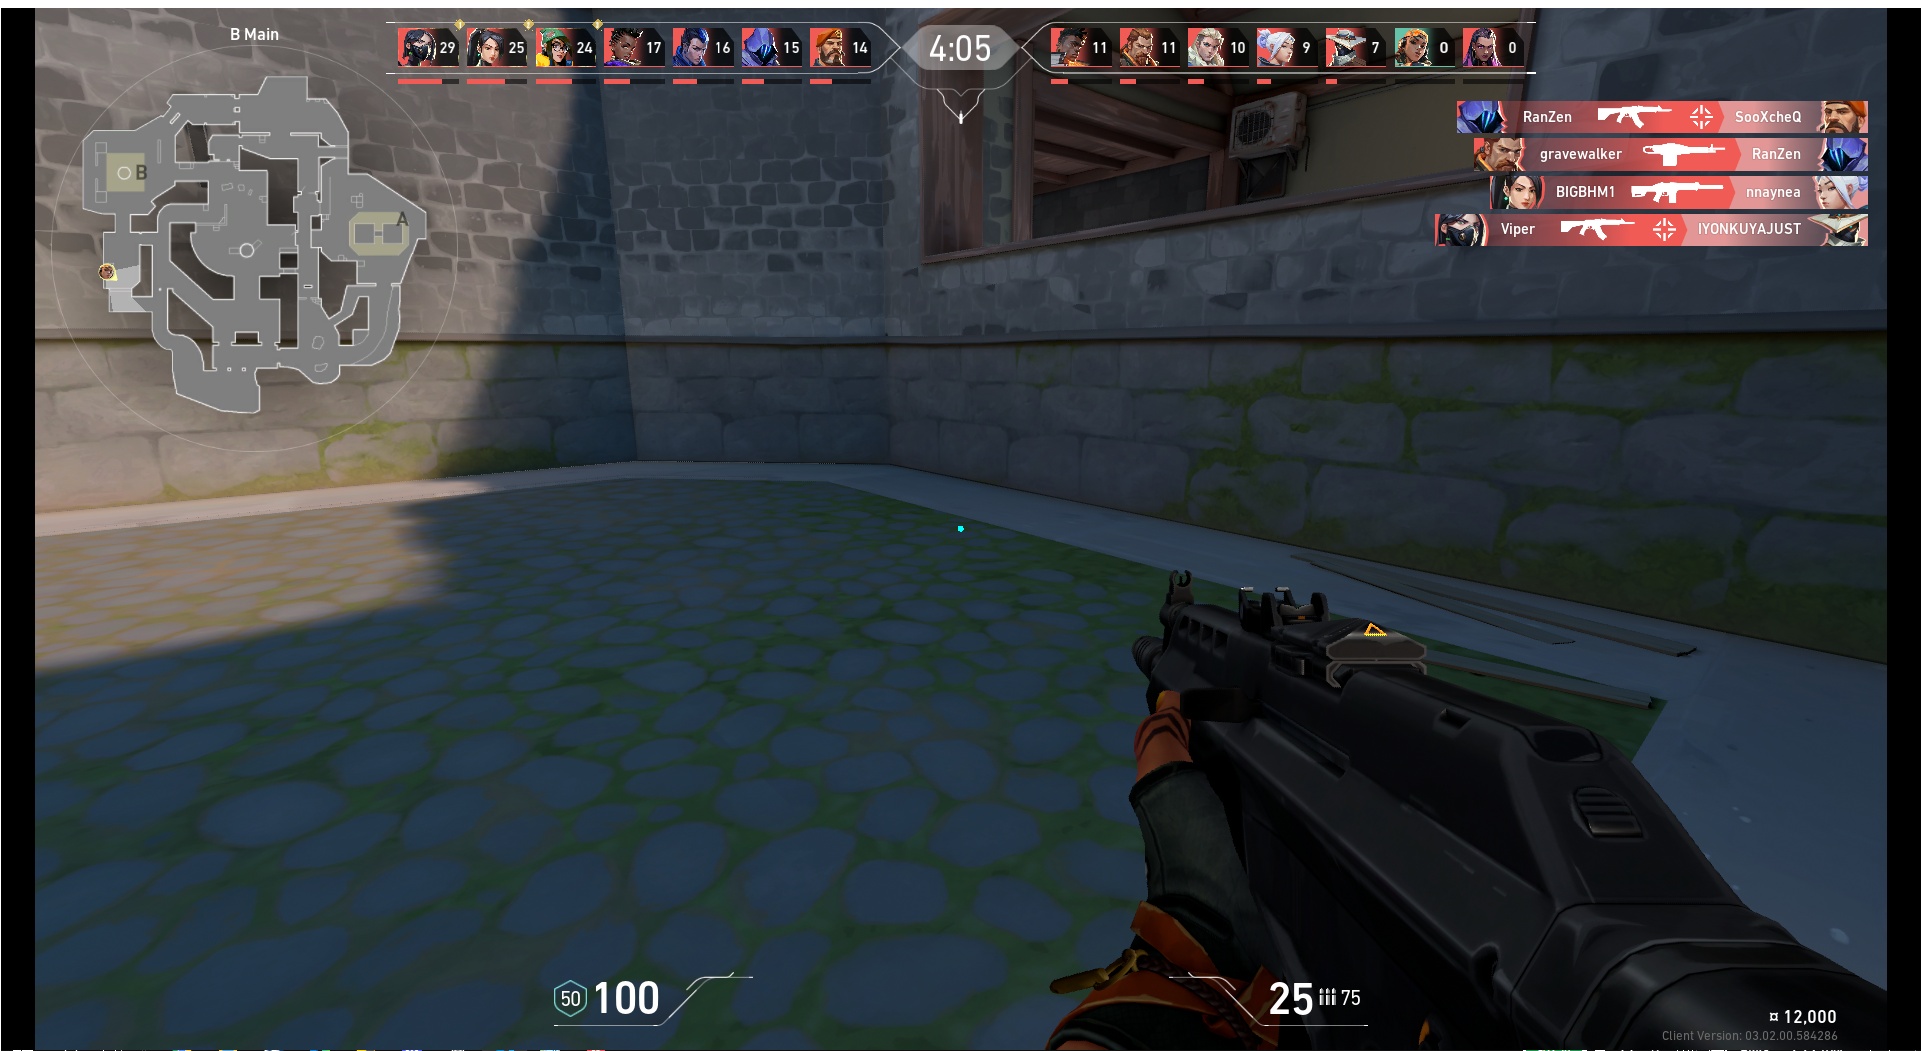 B Main
29 25 24 17 16 15 14 4:05 11 11 10 9 7 0 0
RanZen SooXcheQ
gravewalker RanZen
BIGBHM1 nnaynea
Viper IYONKUYAJUST
B
A
50 100
25 75
¤ 12,000
Client Version: 03.02.00.584286